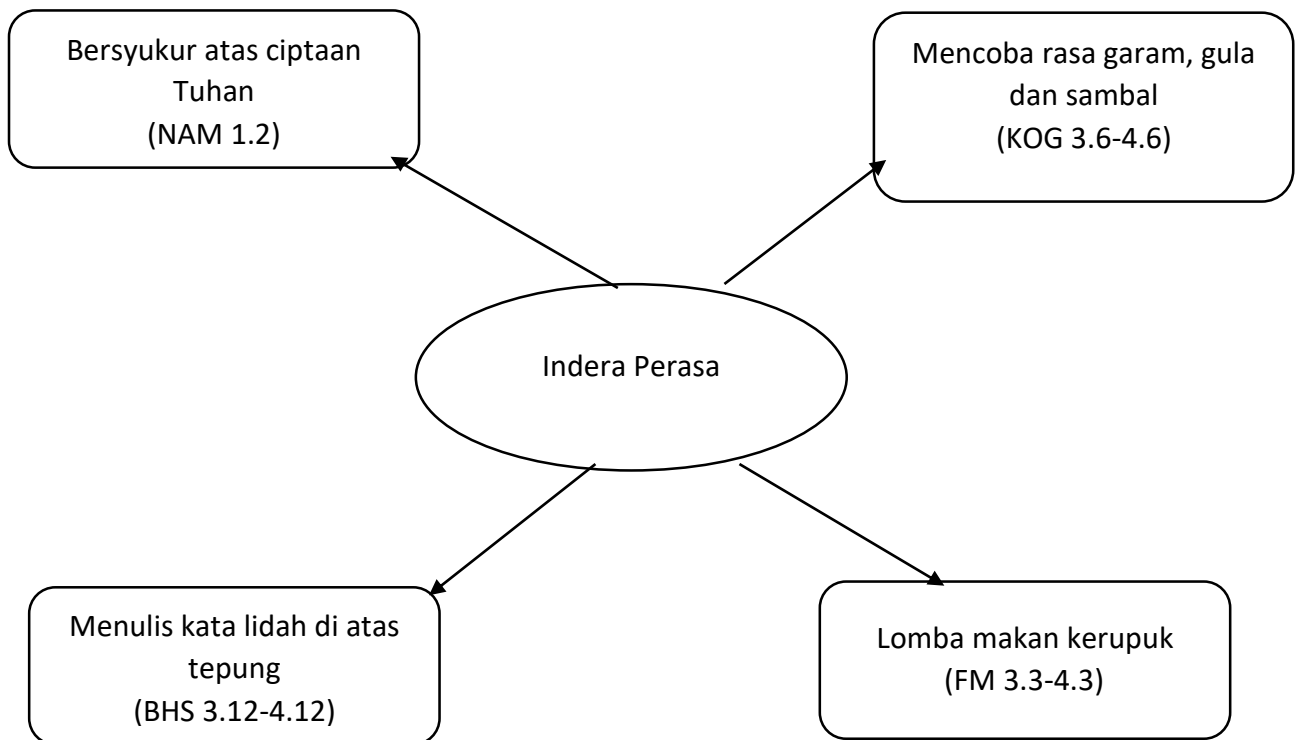 Bersyukur atas ciptaan
Tuhan
(NAM 1.2)
Mencoba rasa garam, gula
dan sambal
(KOG 3.6-4.6)
Indera Perasa
Menulis kata lidah di atas
tepung
(BHS 3.12-4.12)
Lomba makan kerupuk
(FM 3.3-4.3)